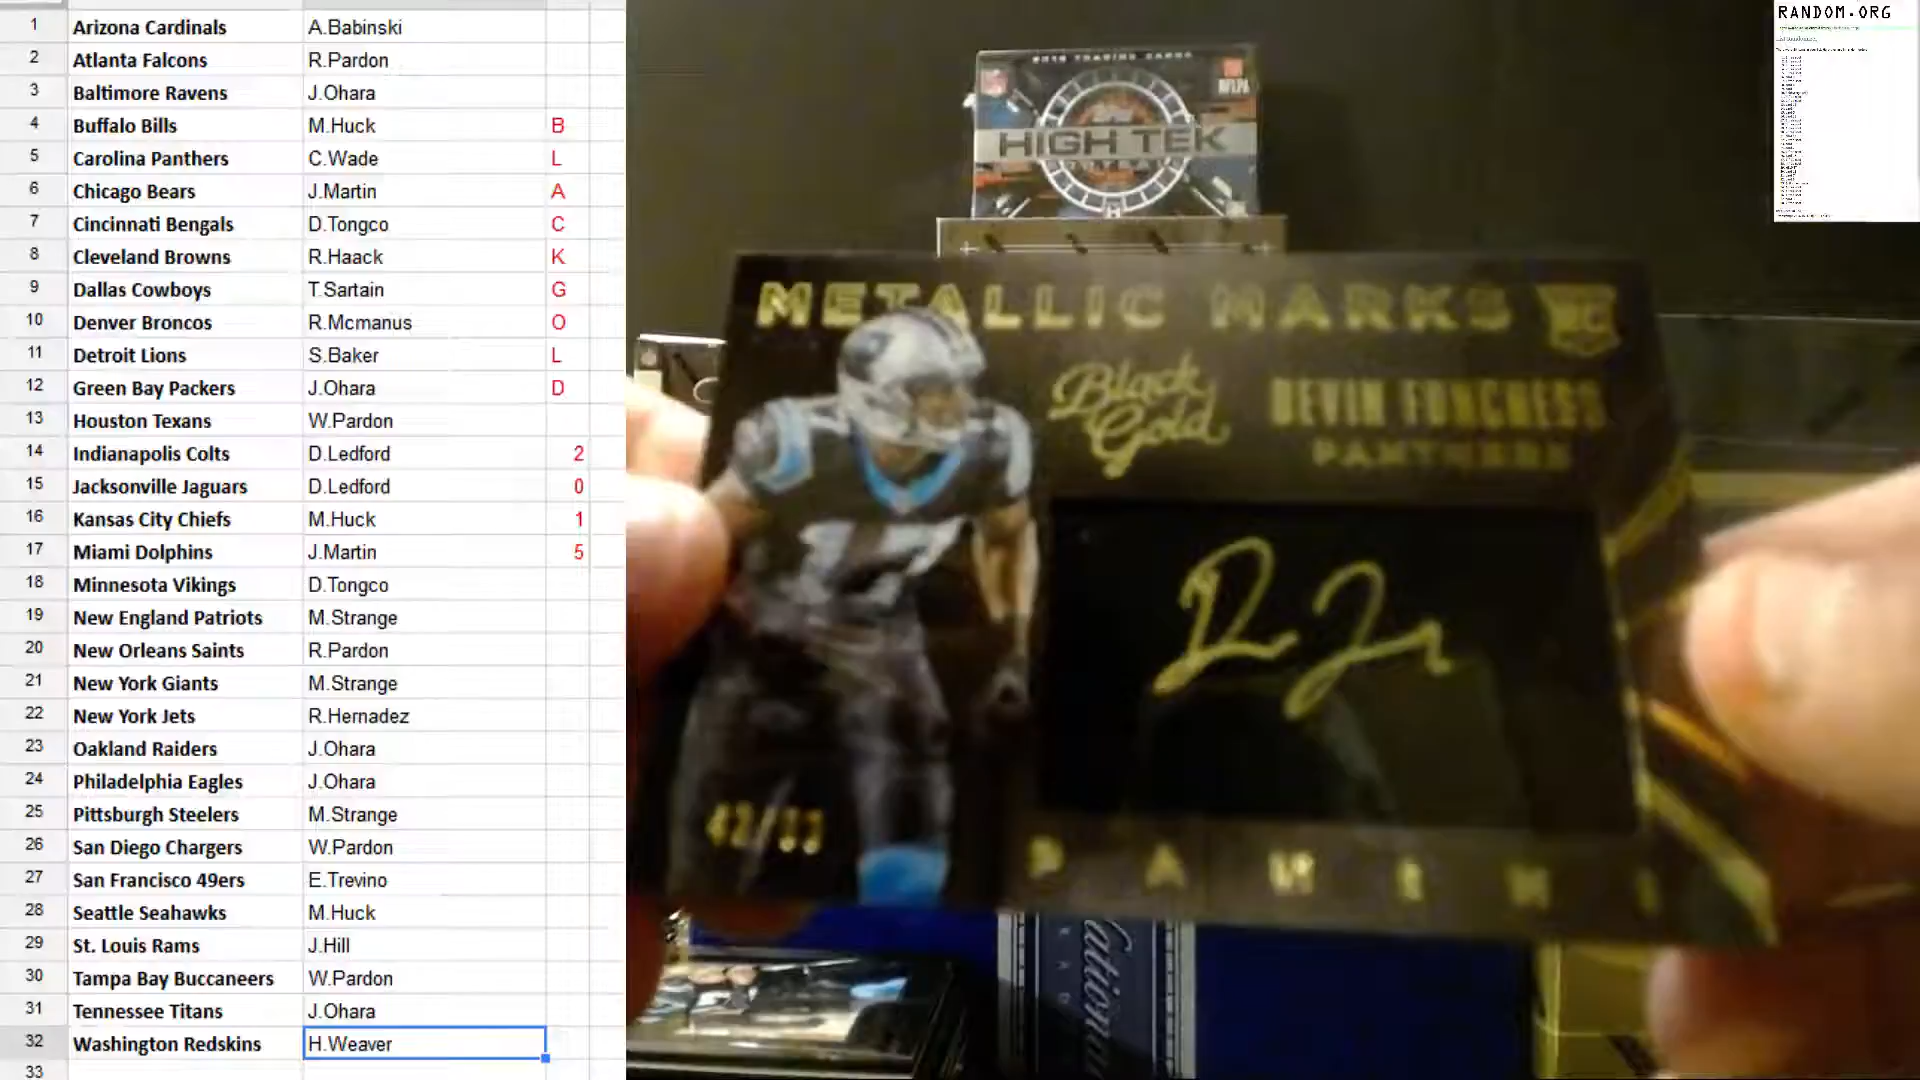 1 Arizona Cardinals A.Babinski
2 Atlanta Falcons R.Pardon
3 Baltimore Ravens J.Ohara
4 Buffalo Bills M.Huck B
5 Carolina Panthers C.Wade L
6 Chicago Bears J.Martin A
7 Cincinnati Bengals D.Tongco C
8 Cleveland Browns R.Haack K
9 Dallas Cowboys T.Sartain G
10 Denver Broncos R.Mcmanus O
11 Detroit Lions S.Baker L
12 Green Bay Packers J.Ohara D
13 Houston Texans W.Pardon
14 Indianapolis Colts D.Ledford 2
15 Jacksonville Jaguars D.Ledford 0
16 Kansas City Chiefs M.Huck 1
17 Miami Dolphins J.Martin 5
18 Minnesota Vikings D.Tongco
19 New England Patriots M.Strange
20 New Orleans Saints R.Pardon
21 New York Giants M.Strange
22 New York Jets R.Hernadez
23 Oakland Raiders J.Ohara
24 Philadelphia Eagles J.Ohara
25 Pittsburgh Steelers M.Strange
26 San Diego Chargers W.Pardon
27 San Francisco 49ers E.Trevino
28 Seattle Seahawks M.Huck
29 St. Louis Rams J.Hill
30 Tampa Bay Buccaneers W.Pardon
31 Tennessee Titans J.Ohara
32 Washington Redskins H.Weaver
33
RANDOM.ORG
TRADING CARDS
NFLPA
HIGH TEK
METALLIC MARKS RC
Black
Gold
DEVIN FUNCHESS
PANTHERS
17